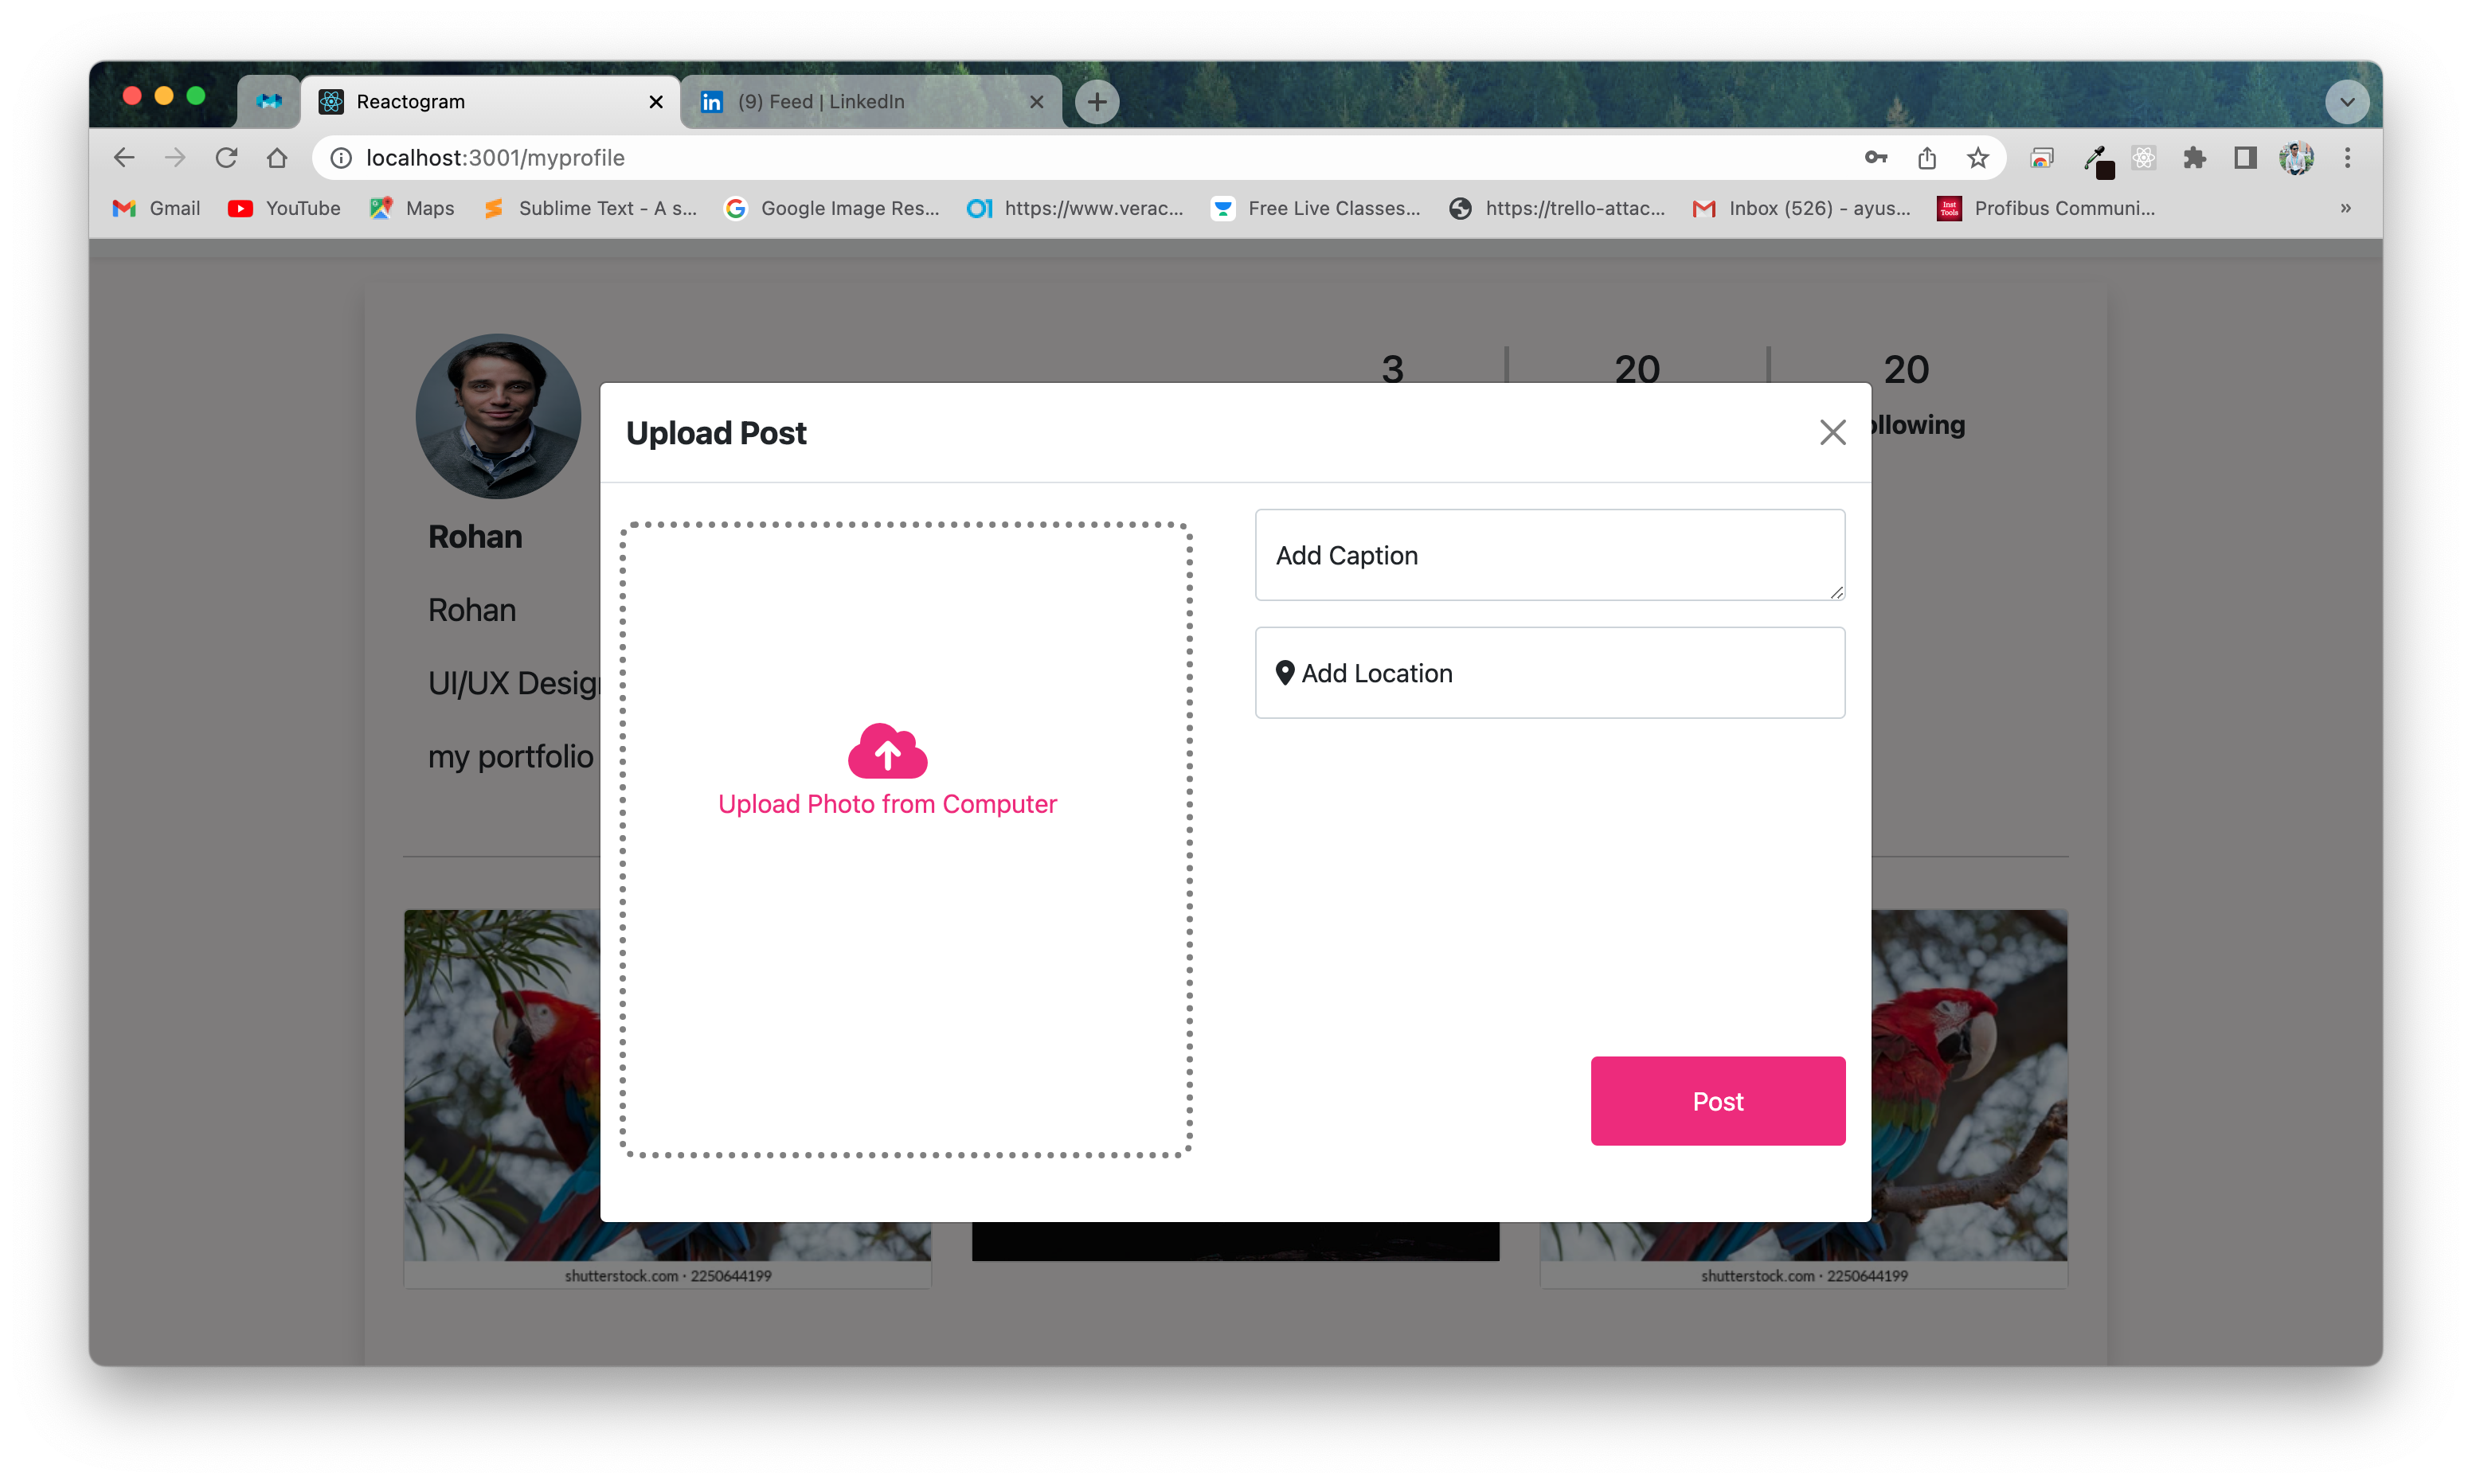 Reactogram
(9) Feed | LinkedIn
localhost:3001/myprofile
Gmail
YouTube
Maps
Sublime Text - A s...
Google Image Res...
https://www.verac...
Free Live Classes...
https://trello-attac...
Inbox (526) - ayus...
Inst Tools
Profibus Communi...
»
3
20
20
ollowing
Rohan
Rohan
UI/UX Desig
my portfolio
Upload Post
Upload Photo from Computer
Add Caption
Add Location
Post
shutterstock.com · 2250644199
shutterstock.com · 2250644199